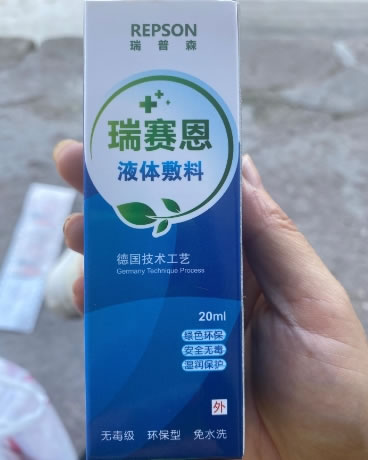 REPSON
瑞普森
瑞赛恩
液体敷料
德国技术工艺
Germany Technique Process
20ml
绿色环保
安全无毒
湿润保护
外
无毒级 环保型 免水洗